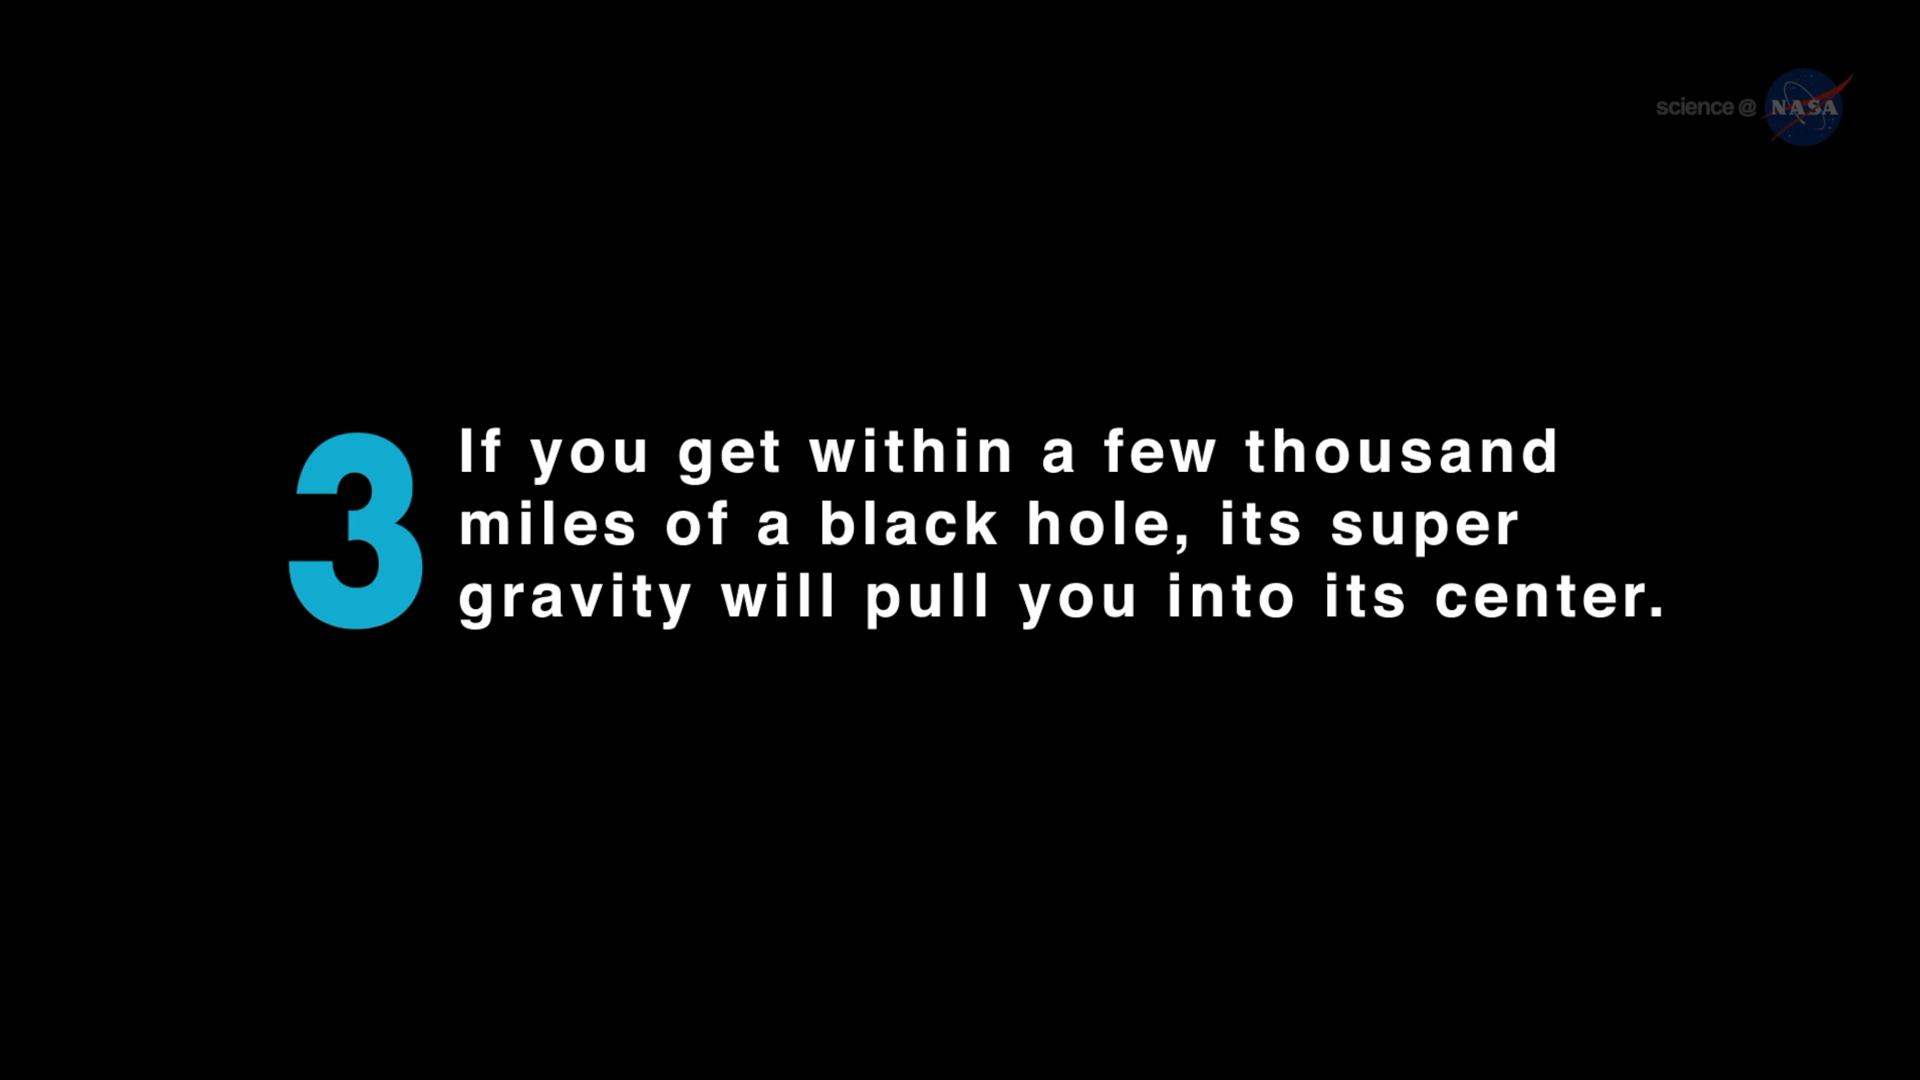 science@ NASA
3
If you get within a few thousand
miles of a black hole, its super
gravity will pull you into its center.